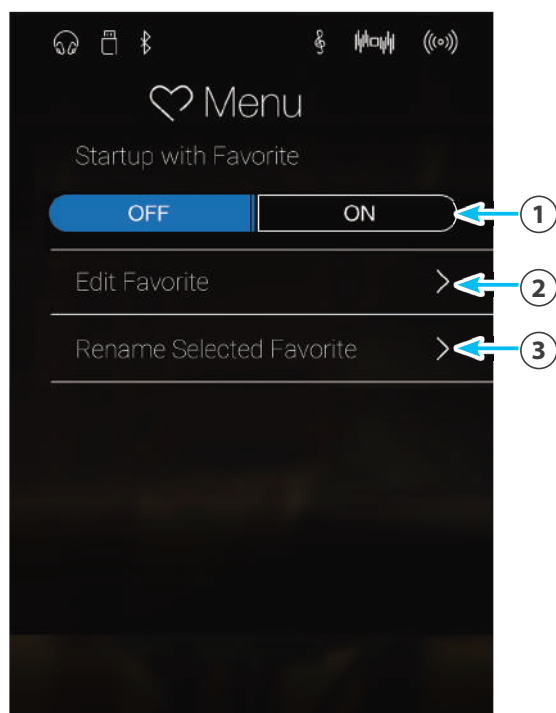 Menu
Startup with Favorite
OFF ON
1
Edit Favorite
2
Rename Selected Favorite
3